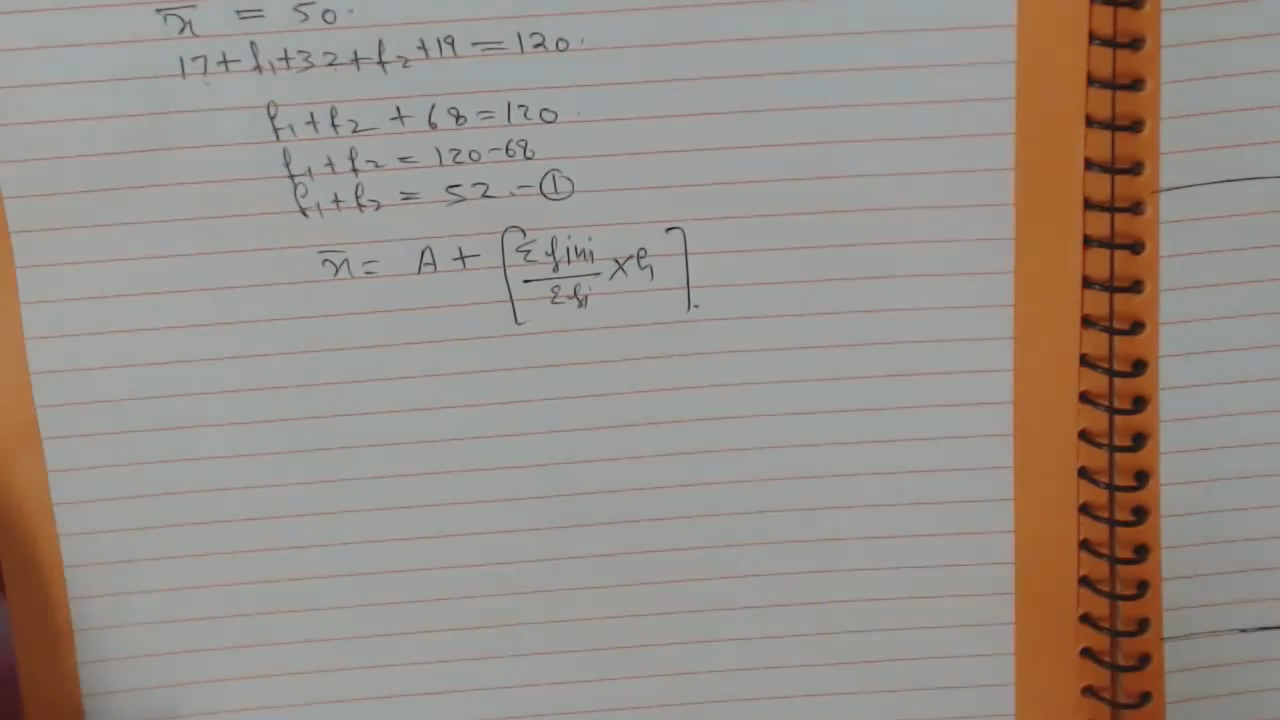 x̄ = 50.
17+f₁+32+f₂+19=120.
f₁+f₂+68=120.
f₁+f₂=120-68
f₁+f₂=52-①
x̄= A+[Σfiui/Σfi ×h].